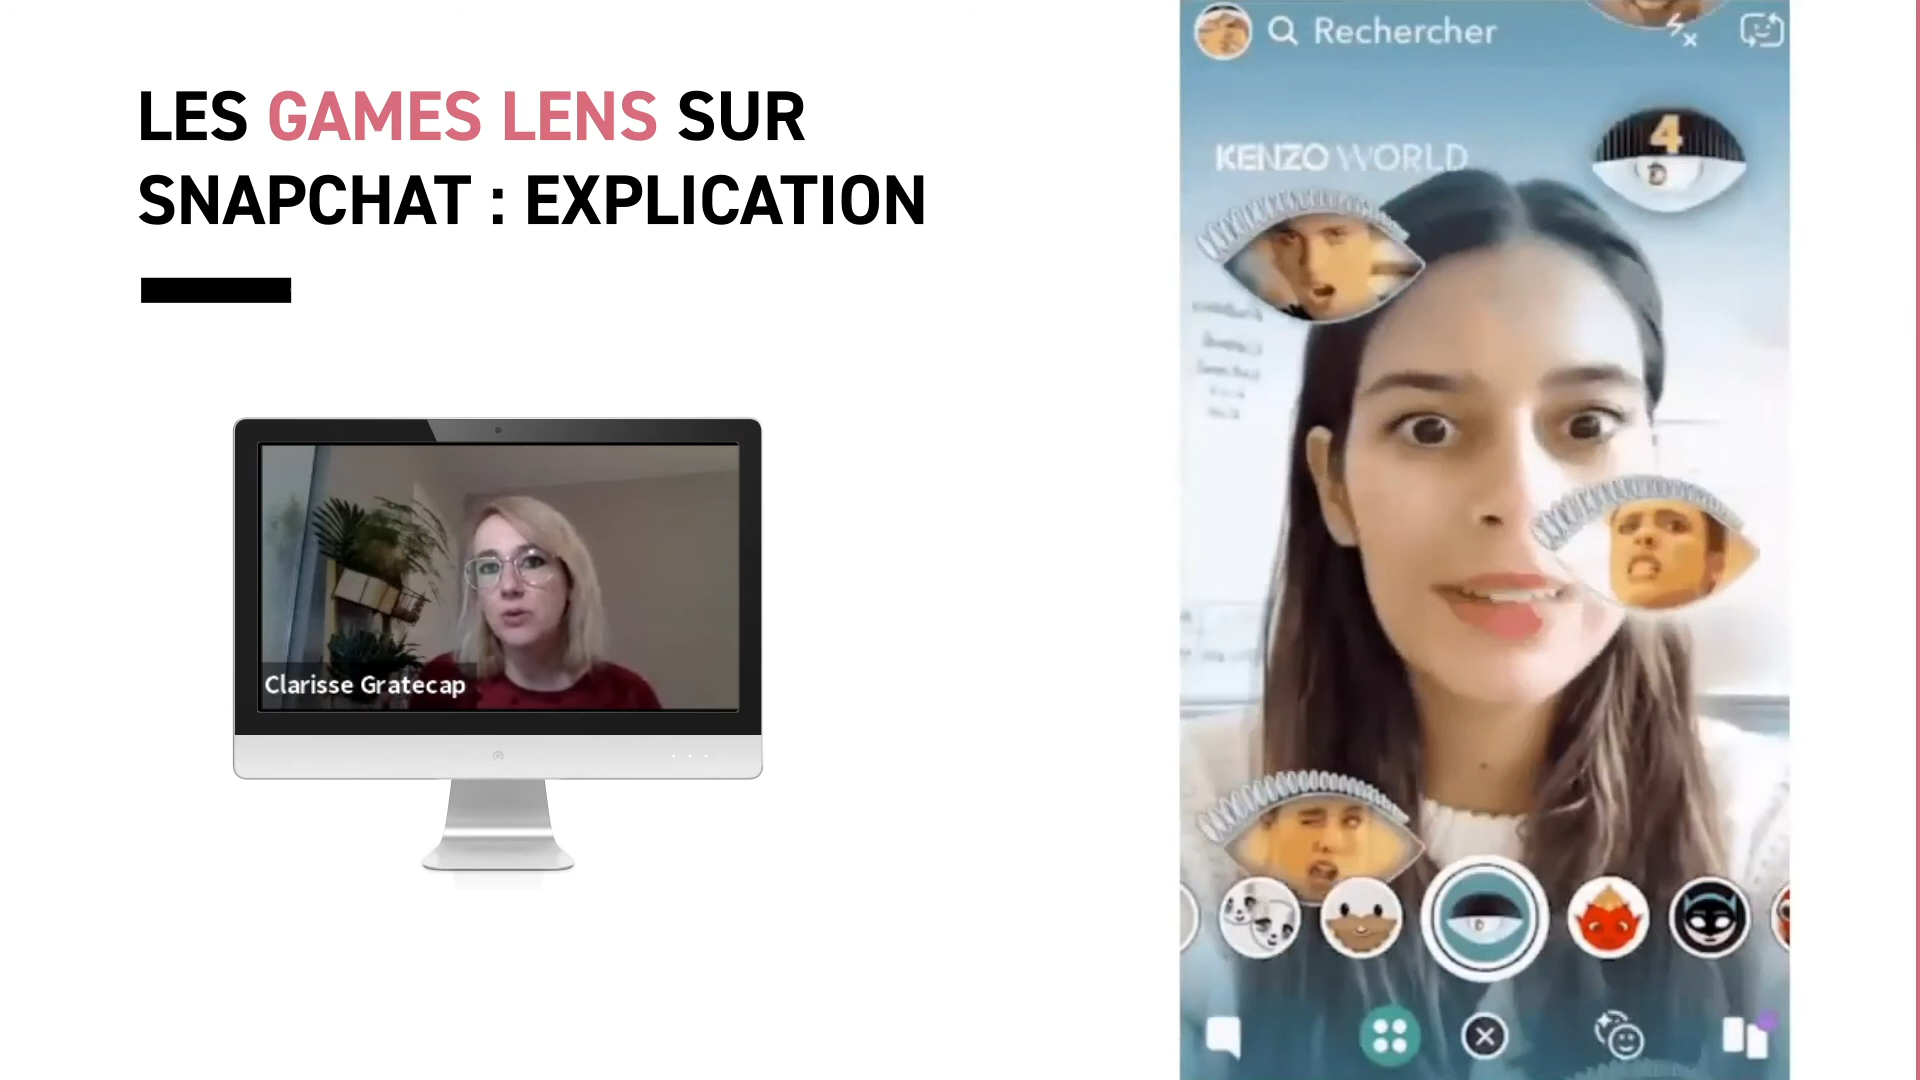 LES GAMES LENS SUR
SNAPCHAT : EXPLICATION
Clarisse Gratecap
Rechercher
KENZO WORLD
4